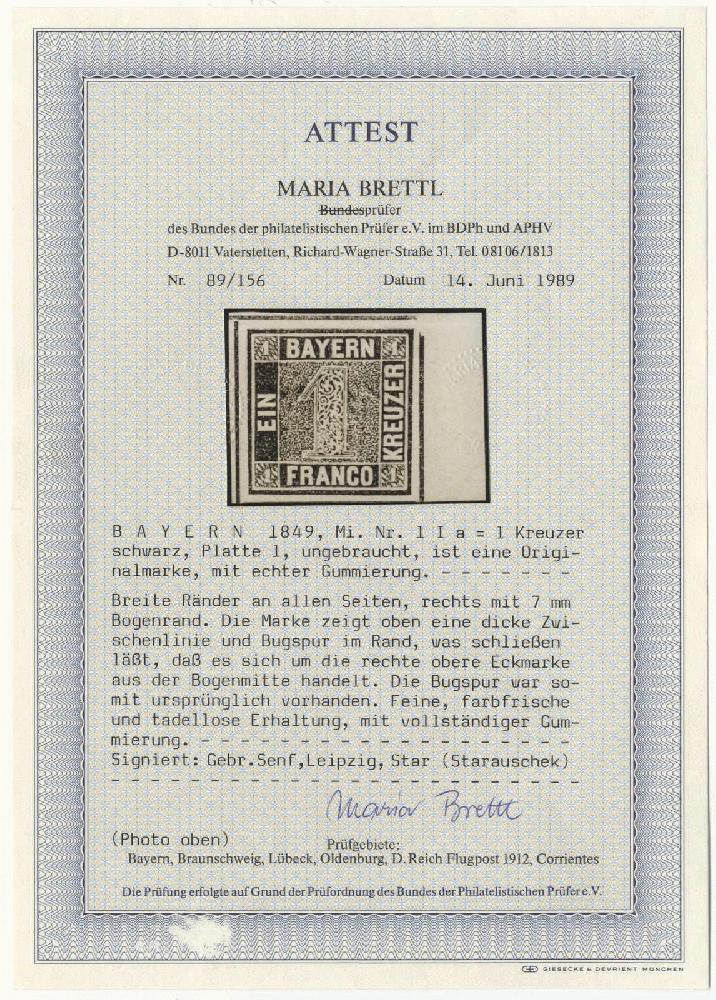 ATTEST
MARIA BRETTL
Bundesprüfer
des Bundes der philatelistischen Prüfer e.V. im BDPh und APHV
D-8011 Vaterstetten, Richard-Wagner-Straße 31, Tel. 08106/1813
Nr. 89/156 Datum 14. Juni 1989
1 BAYERN 1
EIN
1
KREUZER
1 FRANCO 1
B A Y E R N 1849, Mi. Nr. 1 I a = 1 Kreuzer
schwarz, Platte 1, ungebraucht, ist eine Origi-
nalmarke, mit echter Gummierung. - - - - - - -
Breite Ränder an allen Seiten, rechts mit 7 mm
Bogenrand. Die Marke zeigt oben eine dicke Zwi-
schenlinie und Bugspur im Rand, was schließen
läßt, daß es sich um die rechte obere Eckmarke
aus der Bogenmitte handelt. Die Bugspur war so-
mit ursprünglich vorhanden. Feine, farbfrische
und tadellose Erhaltung, mit vollständiger Gum-
mierung. - - - - - - - - - - - - - - - - - - -
Signiert: Gebr.Senf,Leipzig, Star (Starauschek)
- - - - - - - - - - - - - - - - - - - - - - - -
Maria Brettl
(Photo oben)
Prüfgebiete:
Bayern, Braunschweig, Lübeck, Oldenburg, D. Reich Flugpost 1912, Corrientes
Die Prüfung erfolgte auf Grund der Prüfordnung des Bundes der Philatelistischen Prüfer e.V.
GIESECKE & DEVRIENT MÜNCHEN